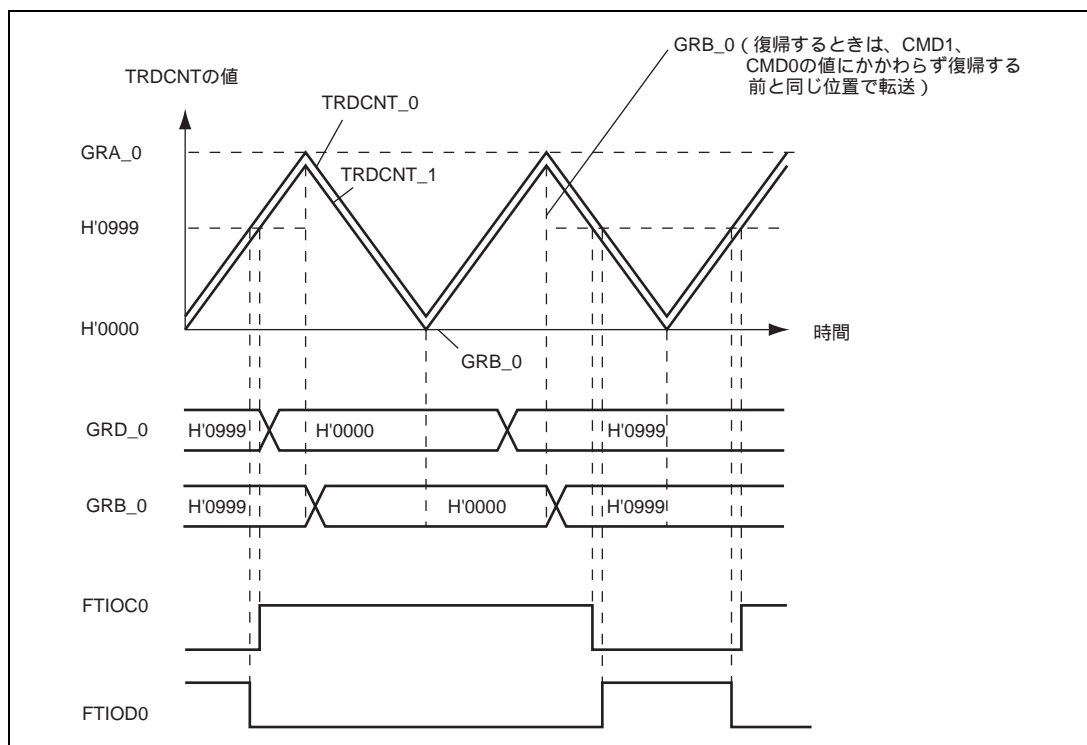 GRB_0（復帰するときは、CMD1、
CMD0の値にかかわらず復帰する
前と同じ位置で転送）
TRDCNTの値
TRDCNT_0
GRA_0
TRDCNT_1
H'0999
H'0000
時間
GRB_0
GRD_0 H'0999 H'0000 H'0999
GRB_0 H'0999 H'0000 H'0999
FTIOC0
FTIOD0